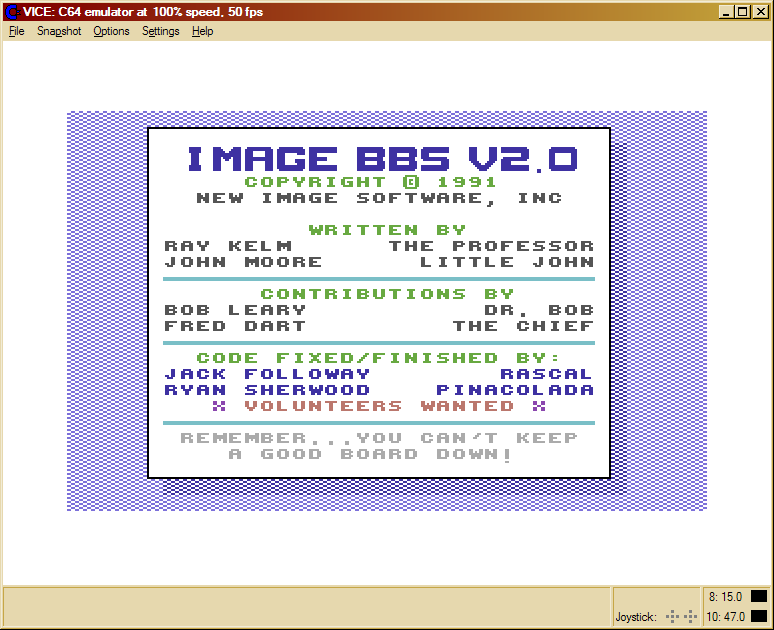 VICE: C64 emulator at 100% speed, 50 fps
File Snapshot Options Settings Help
IMAGE BBS V2.0
COPYRIGHT © 1991
NEW IMAGE SOFTWARE, INC
WRITTEN BY
RAY KELM THE PROFESSOR
JOHN MOORE LITTLE JOHN
CONTRIBUTIONS BY
BOB LEARY DR. BOB
FRED DART THE CHIEF
CODE FIXED/FINISHED BY:
JACK FOLLOWAY RASCAL
RYAN SHERWOOD PINACOLADA
* VOLUNTEERS WANTED *
REMEMBER...YOU CAN'T KEEP
A GOOD BOARD DOWN!
8: 15.0
Joystick: 10: 47.0